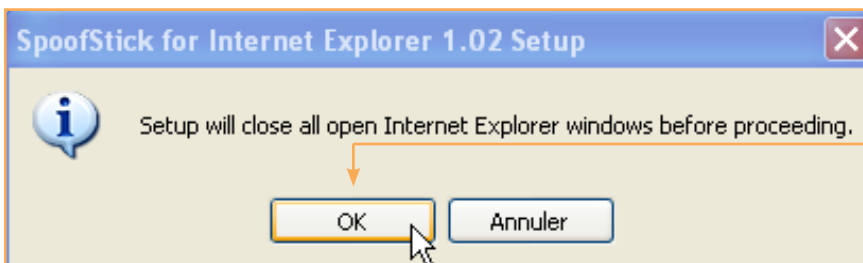 SpoofStick for Internet Explorer 1.02 Setup
Setup will close all open Internet Explorer windows before proceeding.
OK
Annuler